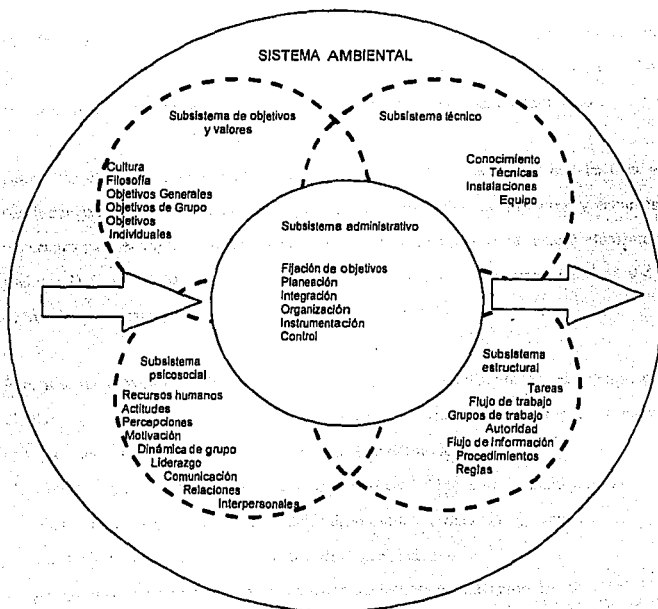 SISTEMA AMBIENTAL
Subsistema de objetivos
y valores
Cultura
Filosofía
Objetivos Generales
Objetivos de Grupo
Objetivos
Individuales
Subsistema técnico
Conocimiento
Técnicas
Instalaciones
Equipo
Subsistema administrativo
Fijación de objetivos
Planeación
Integración
Organización
Instrumentación
Control
Subsistema
psicosocial
Recursos humanos
Actitudes
Percepciones
Motivación
Dinámica de grupo
Liderazgo
Comunicación
Relaciones
Interpersonales
Subsistema
estructural
Tareas
Flujo de trabajo
Grupos de trabajo
Autoridad
Flujo de Información
Procedimientos
Reglas